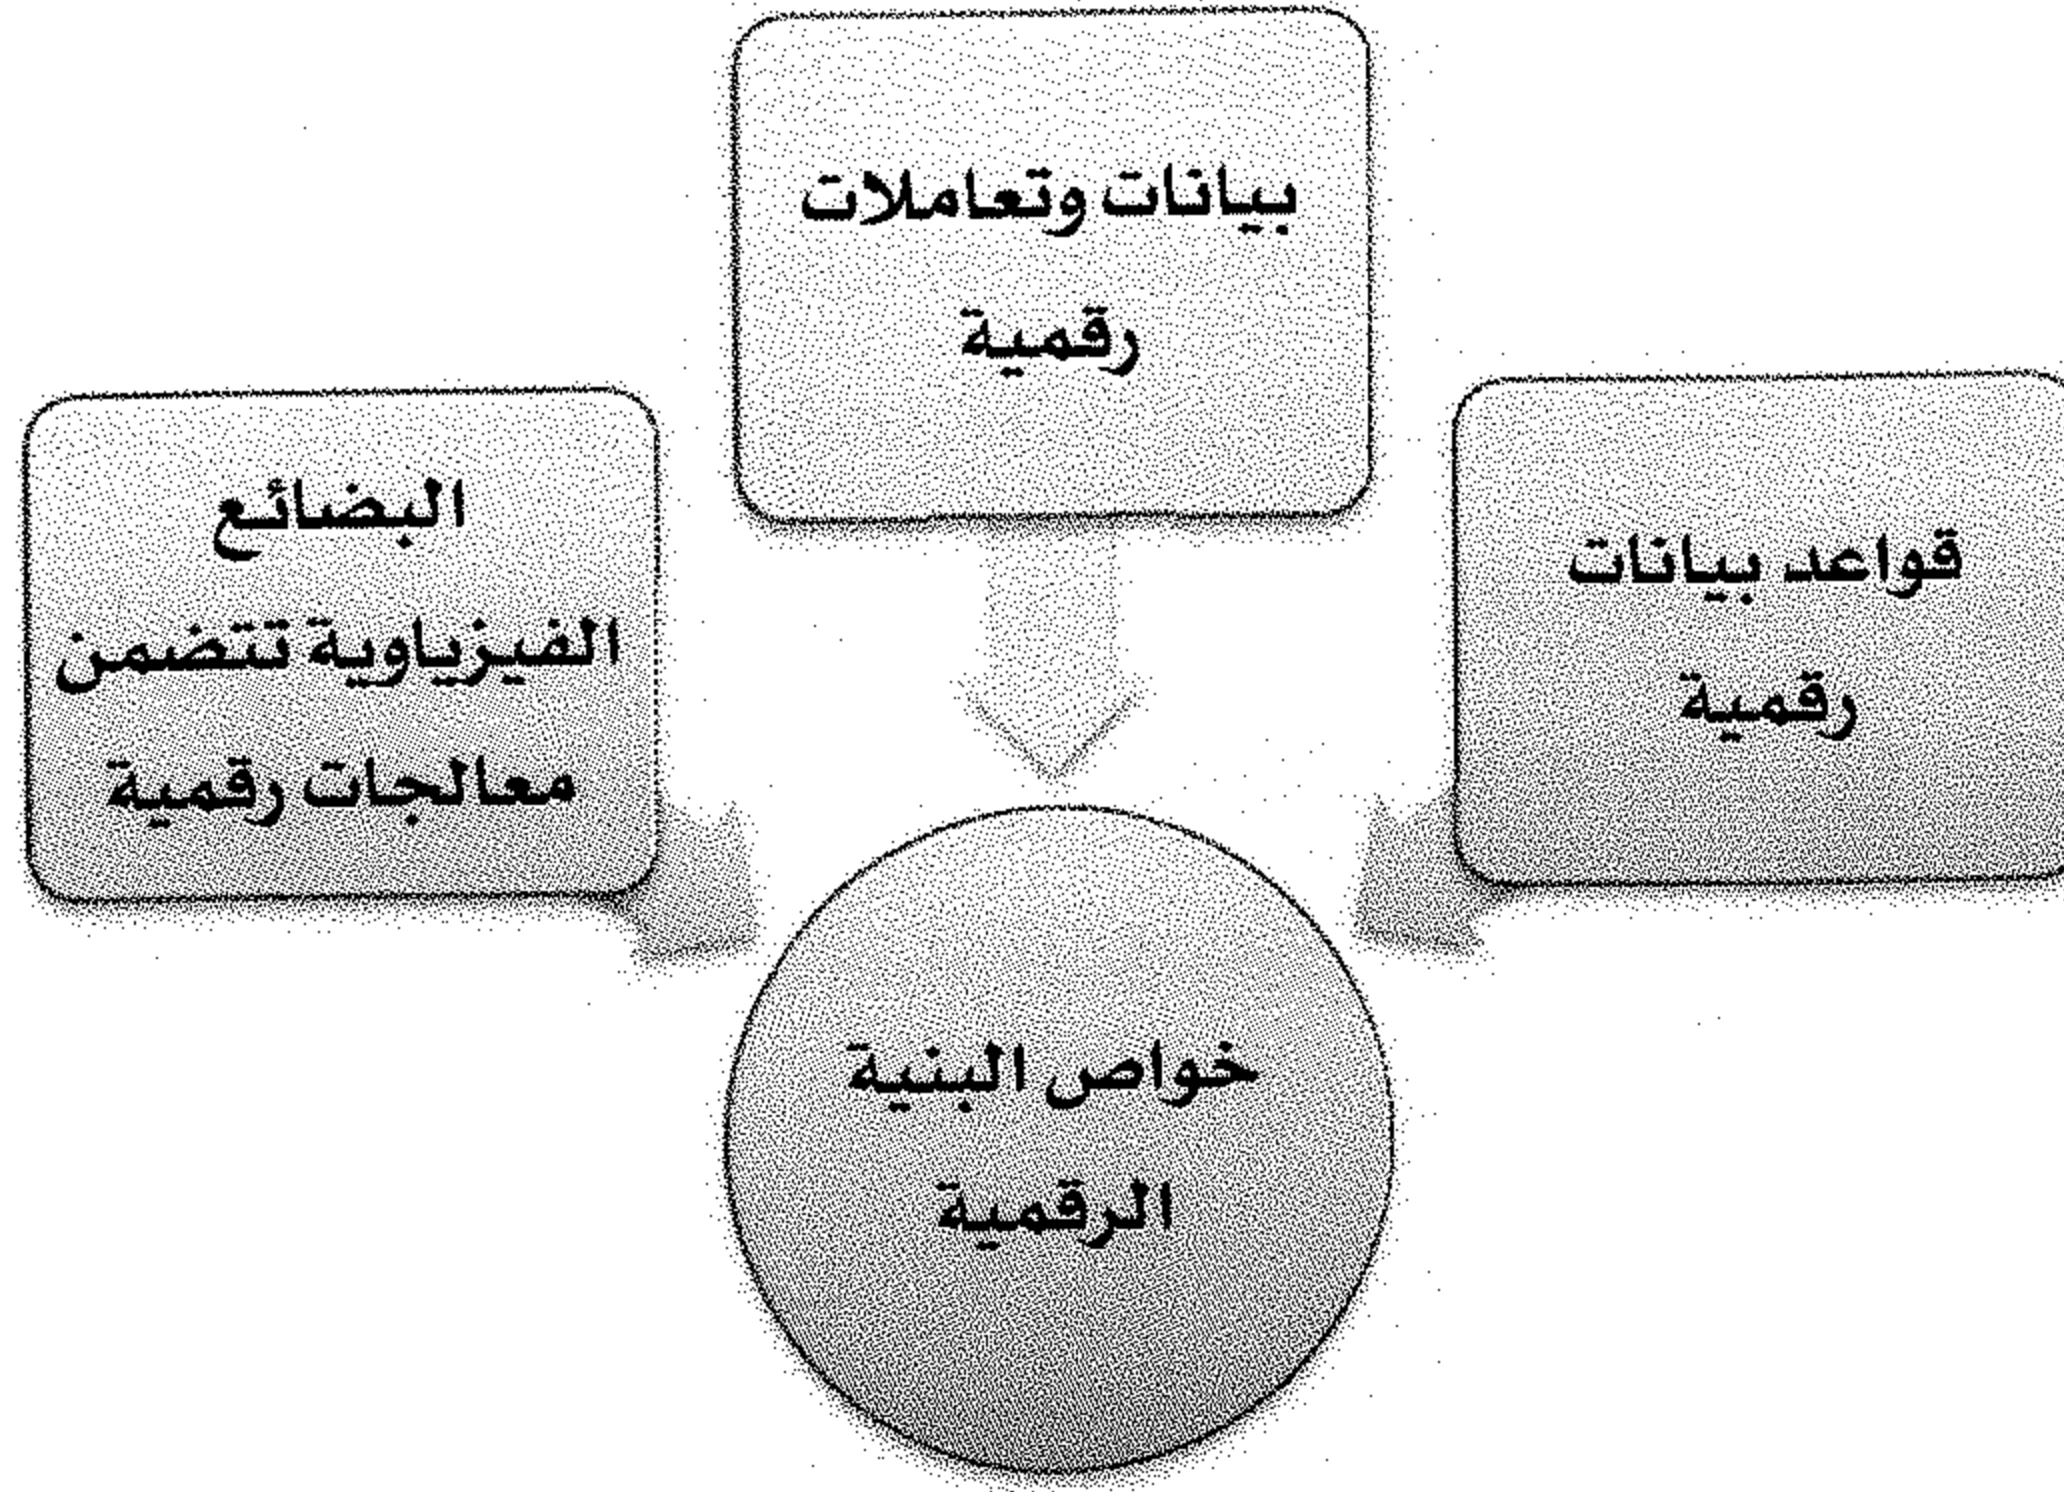 بيانات وتعاملات
رقمية
قواعد بيانات
رقمية
البضائع
الفيزياوية تتضمن
معالجات رقمية
خواص البنية
الرقمية